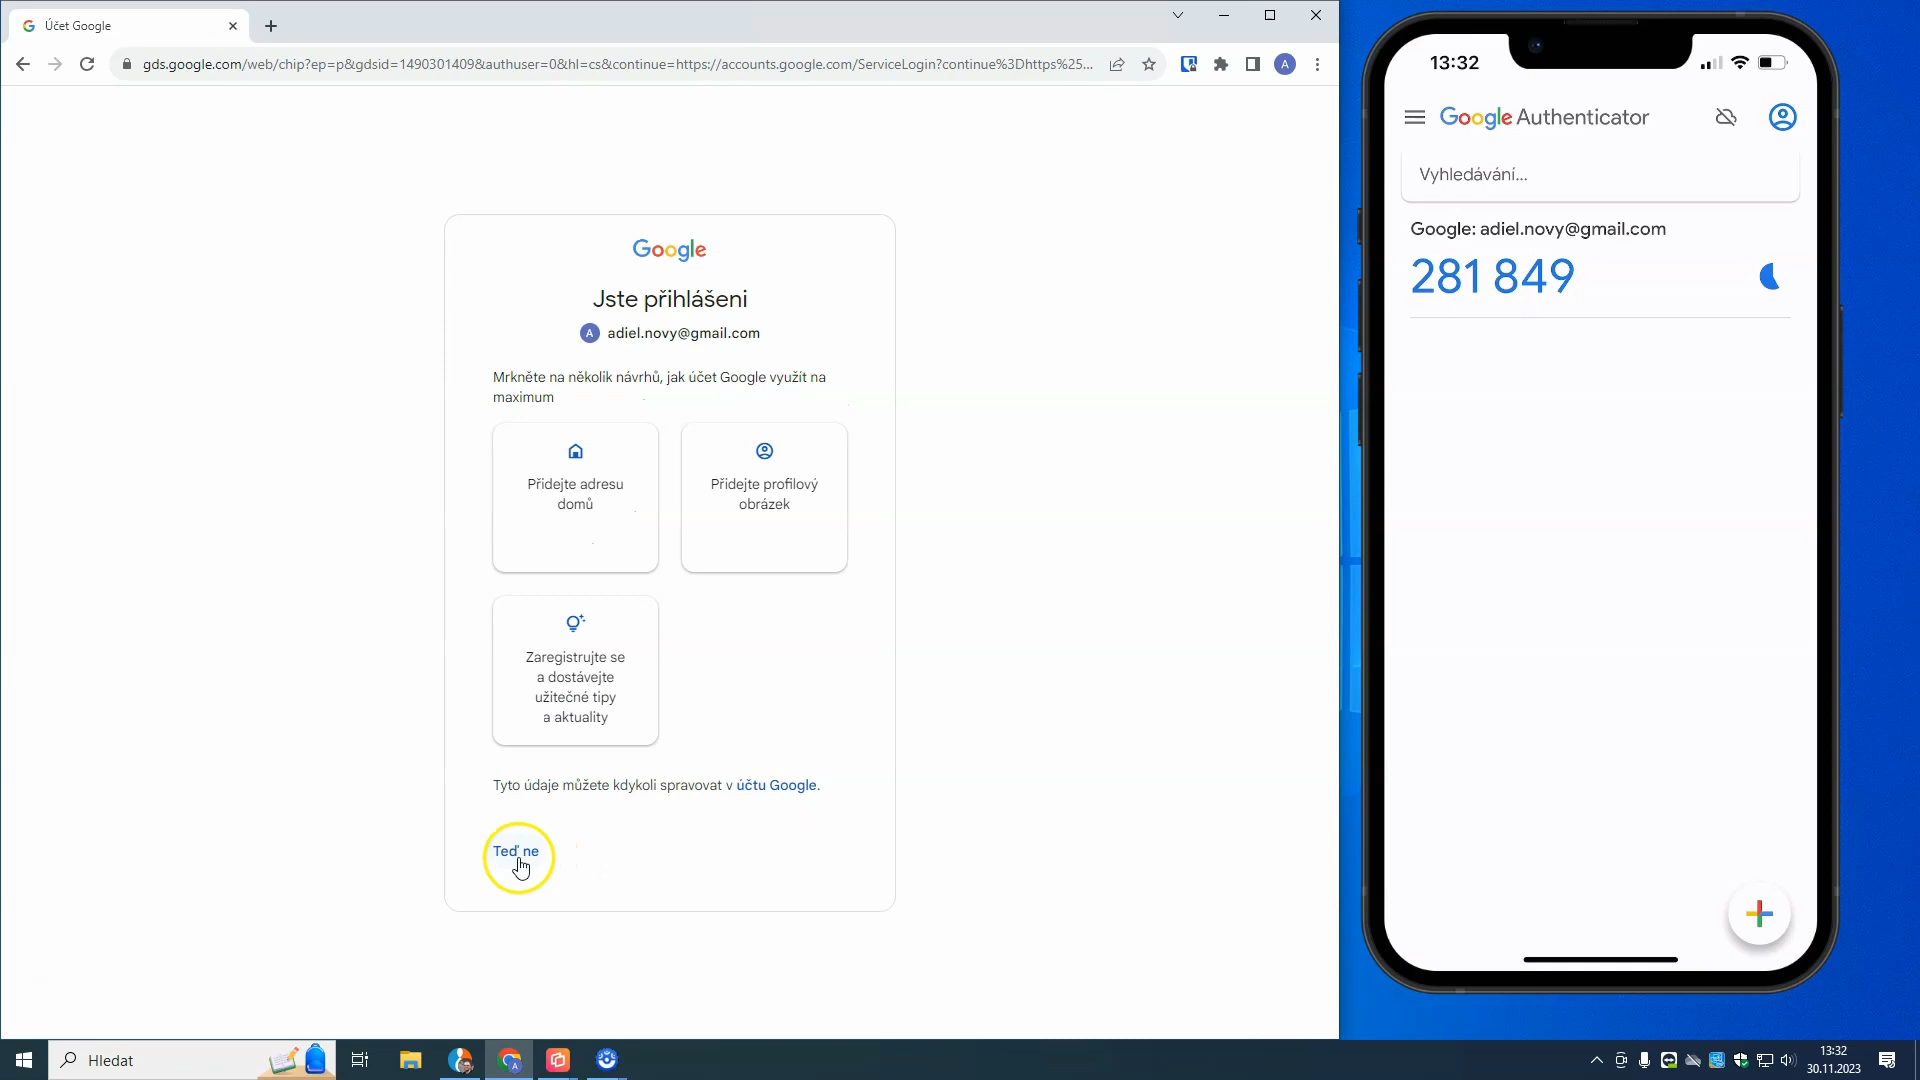 Účet Google
gds.google.com/web/chip?ep=p&gdsid=1490301409&authuser=0&hl=cs&continue=https://accounts.google.com/ServiceLogin?continue%3Dhttps%25...
A
Google
Jste přihlášeni
A adiel.novy@gmail.com
Mrkněte na několik návrhů, jak účet Google využít na
maximum
Přidejte adresu
domů
Přidejte profilový
obrázek
Zaregistrujte se
a dostávejte
užitečné tipy
a aktuality
Tyto údaje můžete kdykoli spravovat v účtu Google.
Teď ne
13:32
Google Authenticator
Vyhledávání...
Google: adiel.novy@gmail.com
281 849
Hledat
A
13:32
30.11.2023